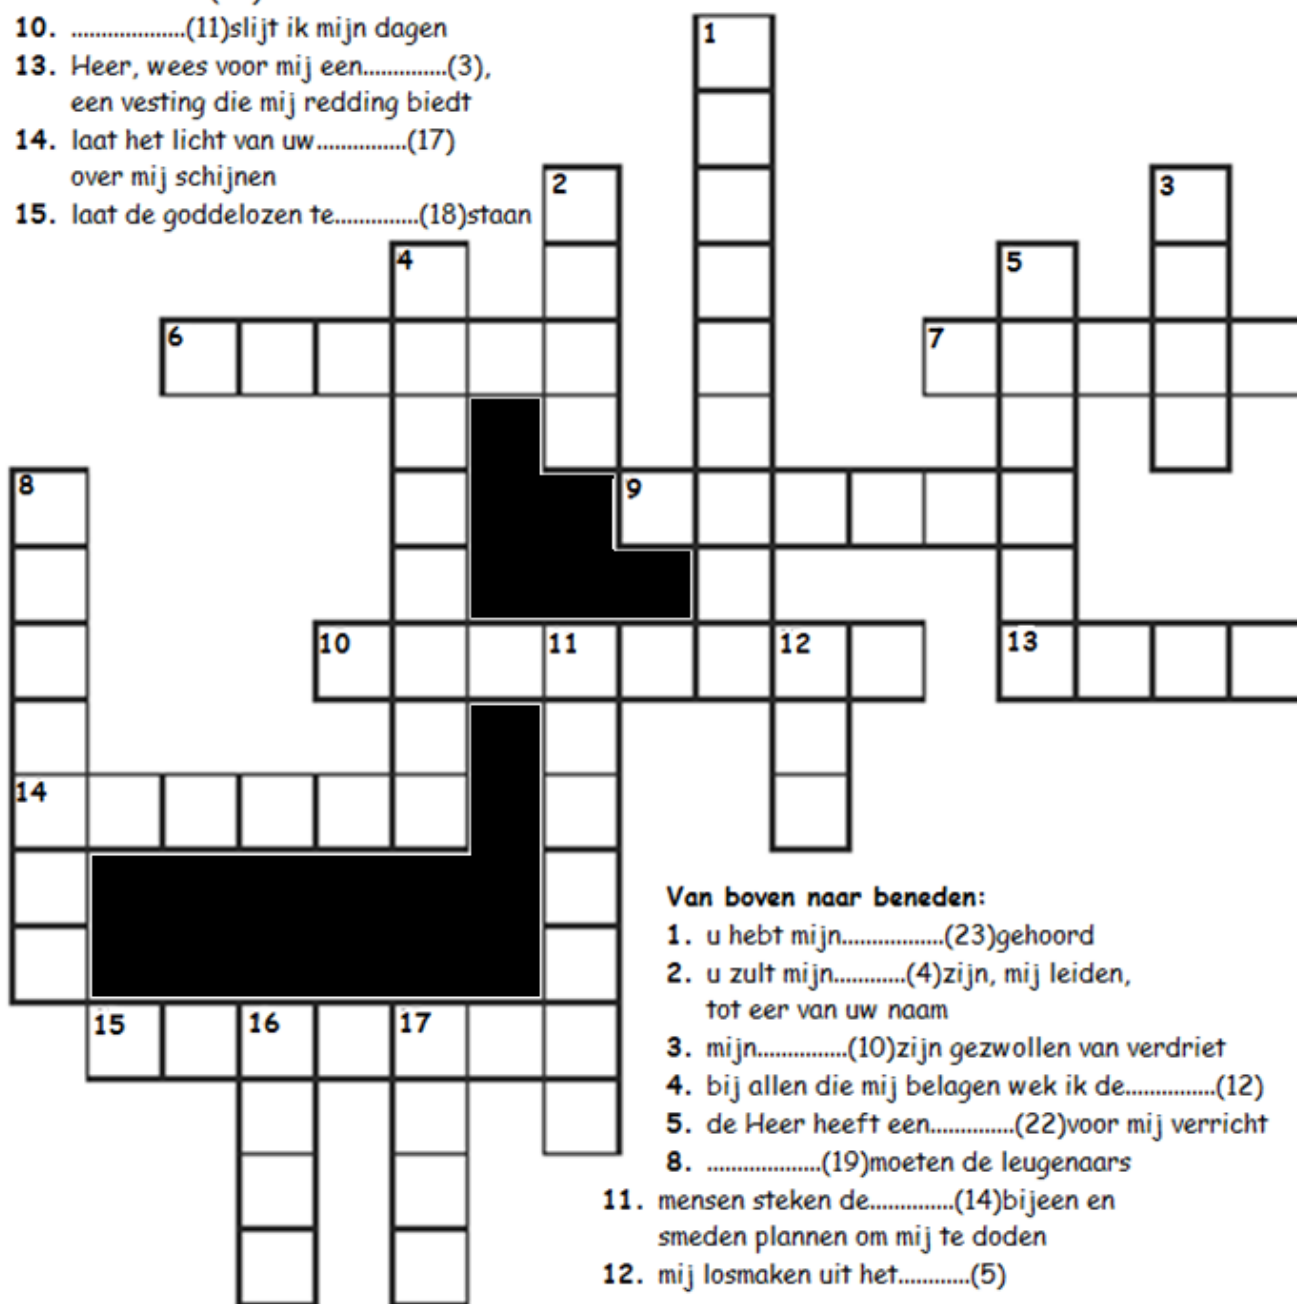 10. ...................(11)slijt ik mijn dagen
13. Heer, wees voor mij een..............(3),
een vesting die mij redding biedt
14. laat het licht van uw...............(17)
over mij schijnen
15. laat de goddelozen te..............(18)staan
1
2
3
4
5
6
7
8
9
10
11
12
13
14
15
16
17
Van boven naar beneden:
1. u hebt mijn.................(23)gehoord
2. u zult mijn............(4)zijn, mij leiden,
tot eer van uw naam
3. mijn...............(10)zijn gezwollen van verdriet
4. bij allen die mij belagen wek ik de...............(12)
5. de Heer heeft een..............(22)voor mij verricht
8. ...................(19)moeten de leugenaars
11. mensen steken de..............(14)bijeen en
smeden plannen om mij te doden
12. mij losmaken uit het............(5)